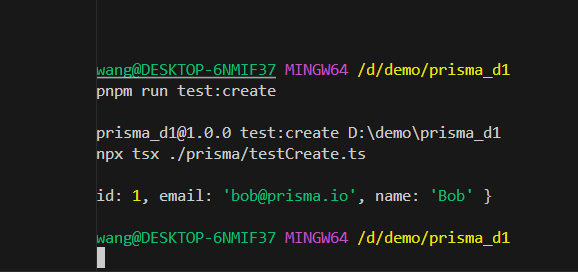 wang@DESKTOP-6NMIF37 MINGW64 /d/demo/prisma_d1
pnpm run test:create
prisma_d1@1.0.0 test:create D:\demo\prisma_d1
npx tsx ./prisma/testCreate.ts
id: 1, email: 'bob@prisma.io', name: 'Bob' }
wang@DESKTOP-6NMIF37 MINGW64 /d/demo/prisma_d1